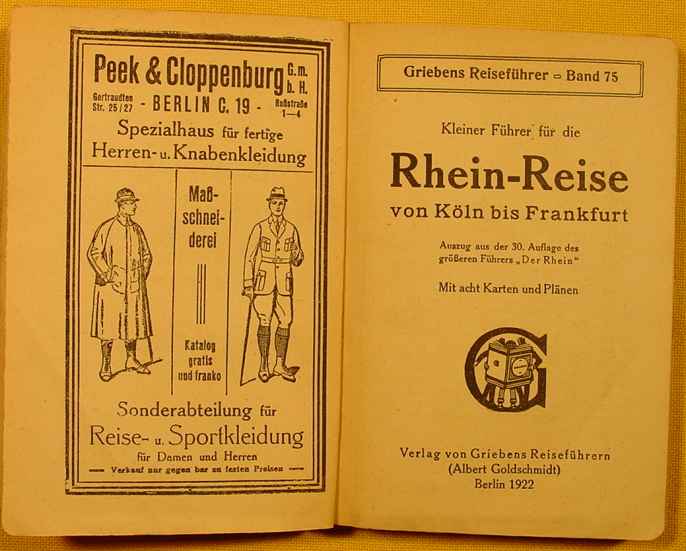 Peek & Cloppenburg G.m.
b. H.
Gertraudten
Str. 25/27
- BERLIN C. 19 -
Roßstraße
1—4
Spezialhaus für fertige
Herren- u. Knabenkleidung
Maß-
schnei-
derei
Katalog
gratis
und franko
Sonderabteilung für
Reise- u. Sportkleidung
für Damen und Herren
Verkauf nur gegen bar zu festen Preisen
Griebens Reiseführer = Band 75
Kleiner Führer für die
Rhein-Reise
von Köln bis Frankfurt
Auszug aus der 30. Auflage des
größeren Führers „Der Rhein"
Mit acht Karten und Plänen
G
Verlag von Griebens Reiseführern
(Albert Goldschmidt)
Berlin 1922